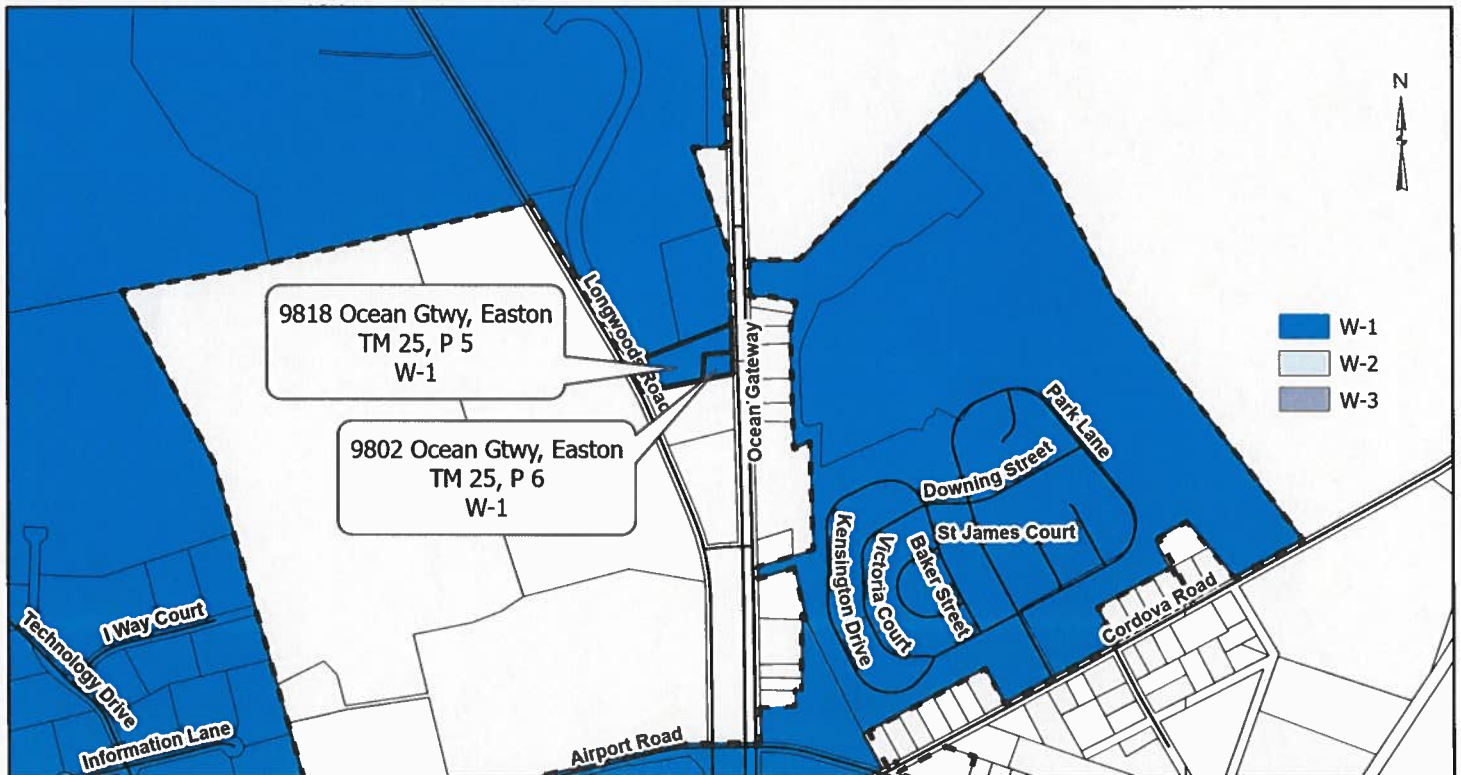 N
Longwoods Road
9818 Ocean Gtwy, Easton
TM 25, P 5
W-1
W-1
W-2
W-3
Ocean Gateway
9802 Ocean Gtwy, Easton
TM 25, P 6
W-1
Park Lane
Downing Street
St James Court
Kensington Drive
Victoria Court
Baker Street
Cordova Road
I Way Court
Technology Drive
Information Lane
Airport Road